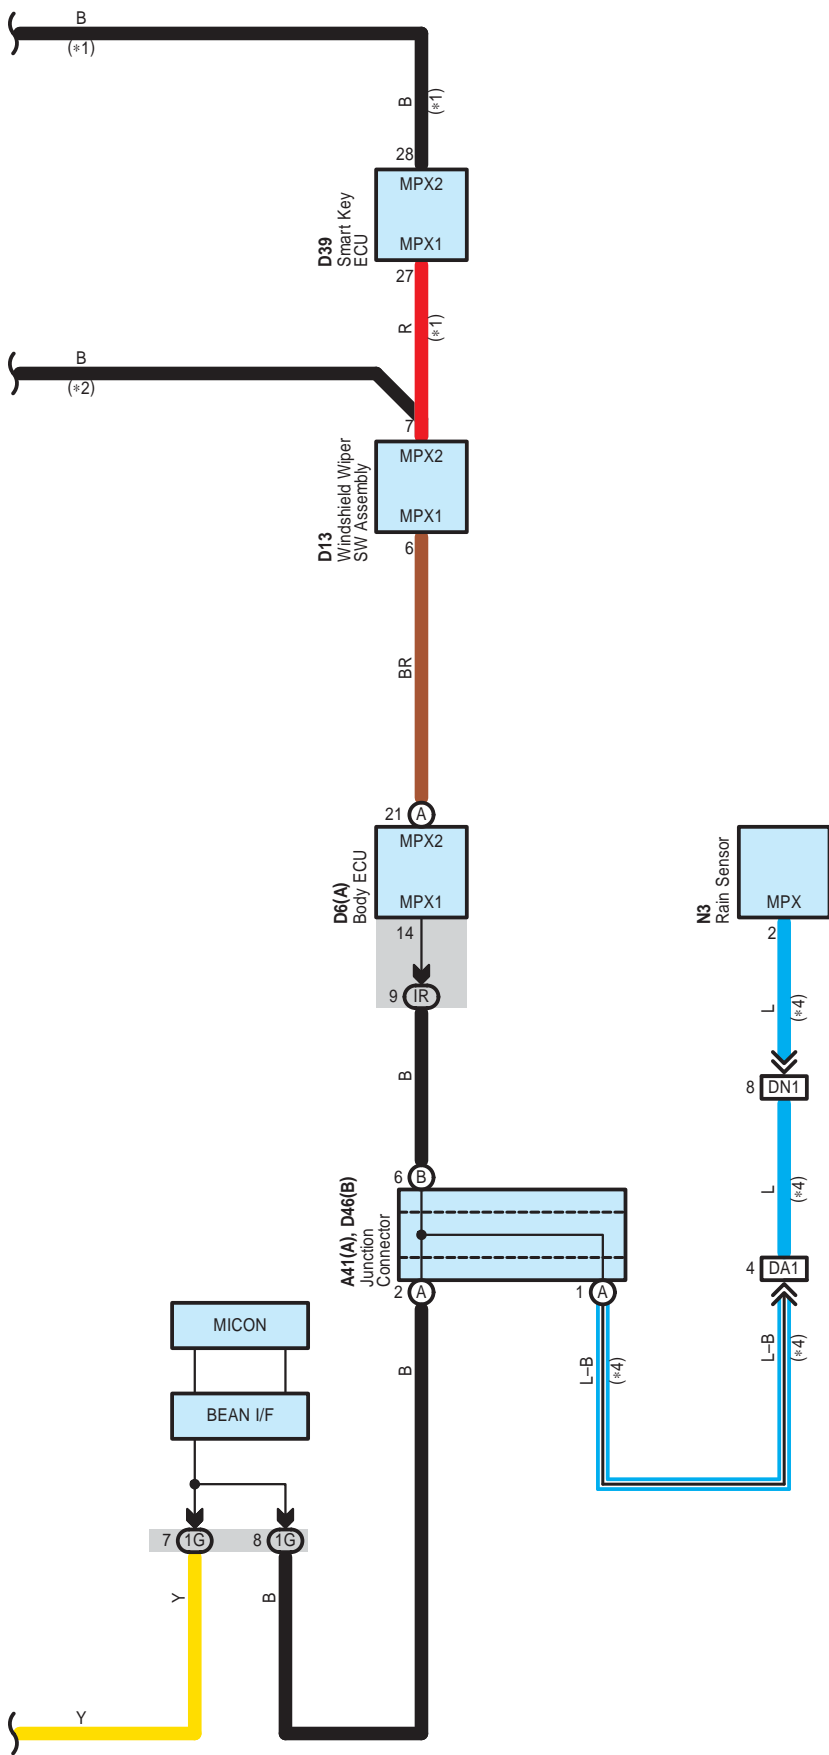 B
(*1)
B
(*1)
28
MPX2
MPX1
D39
Smart Key
ECU
27
R
(*1)
B
(*2)
7
MPX2
MPX1
D13
Windshield Wiper
SW Assembly
6
BR
21 A
MPX2
MPX1
D6(A)
Body ECU
14
9 IR
B
N3
Rain Sensor
MPX
2
L
(*4)
8 DN1
L
(*4)
4 DA1
L–B
(*4)
6 B
A41(A), D46(B)
Junction
Connector
2 A
1 A
B
L–B
(*4)
MICON
BEAN I/F
7 1G
8 1G
Y
B
Y